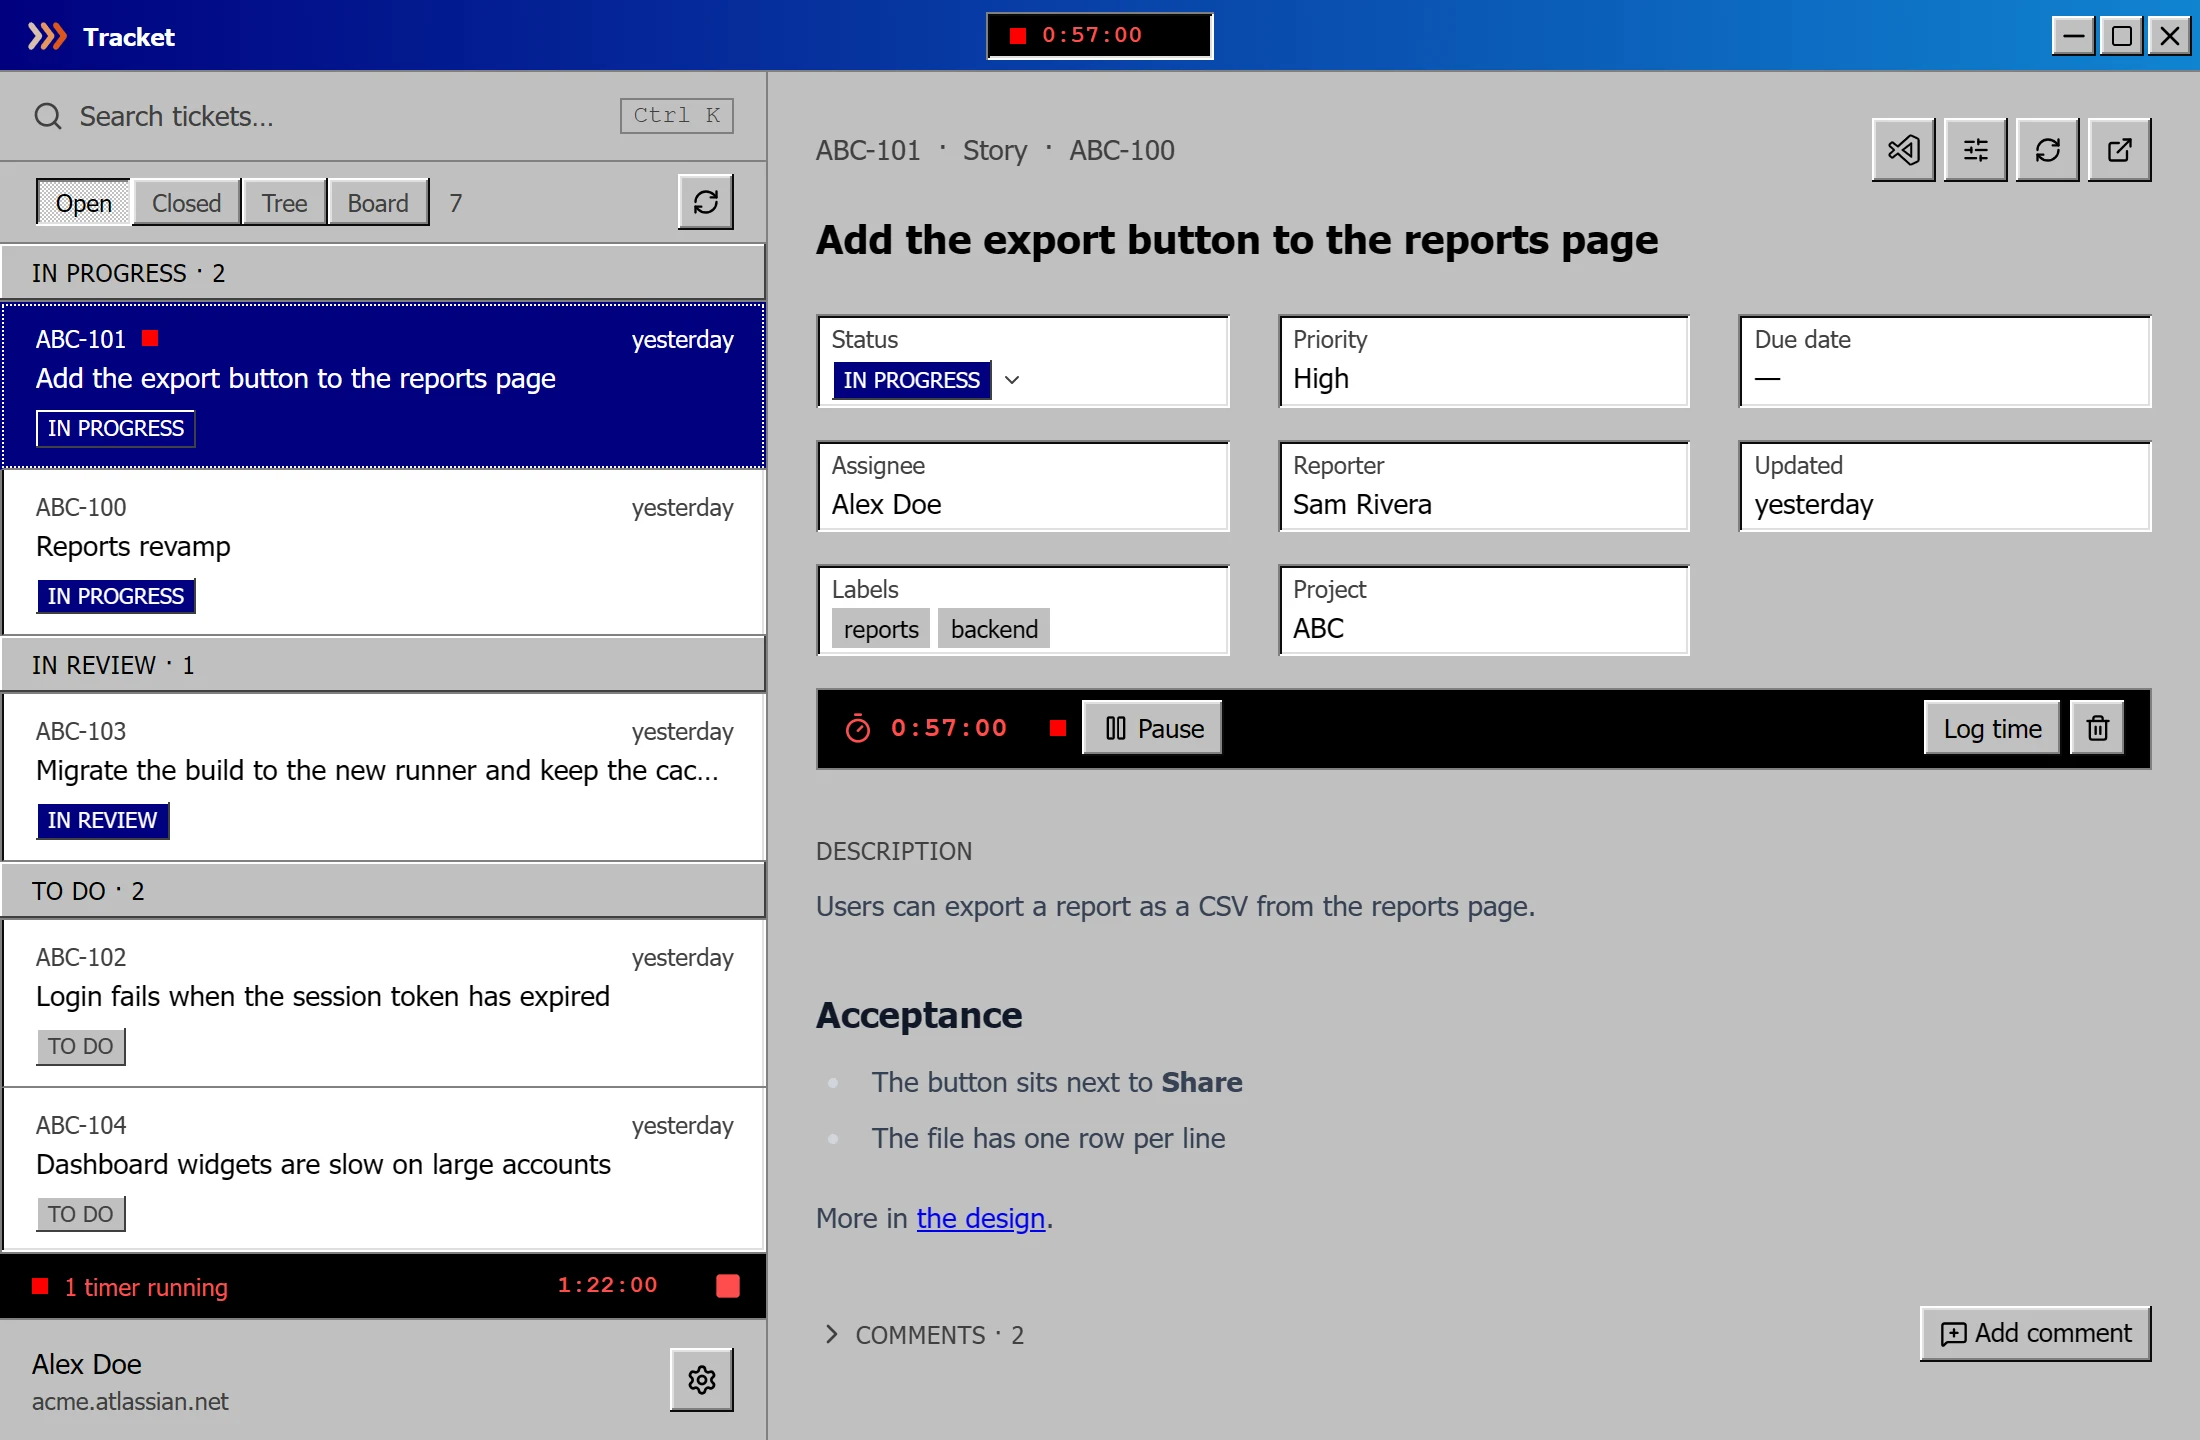 Tracket
0:57:00
Search tickets...
Ctrl K
Open Closed Tree Board 7
IN PROGRESS · 2
ABC-101 yesterday
Add the export button to the reports page
IN PROGRESS
ABC-100 yesterday
Reports revamp
IN PROGRESS
IN REVIEW · 1
ABC-103 yesterday
Migrate the build to the new runner and keep the cac...
IN REVIEW
TO DO · 2
ABC-102 yesterday
Login fails when the session token has expired
TO DO
ABC-104 yesterday
Dashboard widgets are slow on large accounts
TO DO
1 timer running 1:22:00
Alex Doe
acme.atlassian.net
ABC-101 · Story · ABC-100
Add the export button to the reports page
Status
IN PROGRESS
Priority
High
Due date
—
Assignee
Alex Doe
Reporter
Sam Rivera
Updated
yesterday
Labels
reports backend
Project
ABC
0:57:00 Pause Log time
DESCRIPTION
Users can export a report as a CSV from the reports page.
Acceptance
The button sits next to Share
The file has one row per line
More in the design.
COMMENTS · 2
Add comment